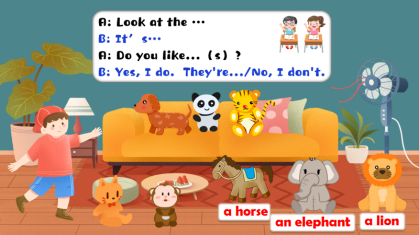 A: Look at the ···
B: It' s···
A: Do you like... (s) ?
B: Yes, I do. They're.../No, I don't.
a horse
an elephant
a lion